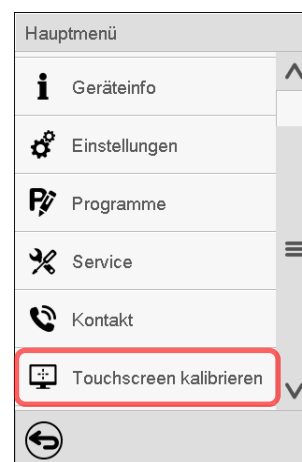 Hauptmenü
Geräteinfo
Einstellungen
Programme
Service
Kontakt
Touchscreen kalibrieren